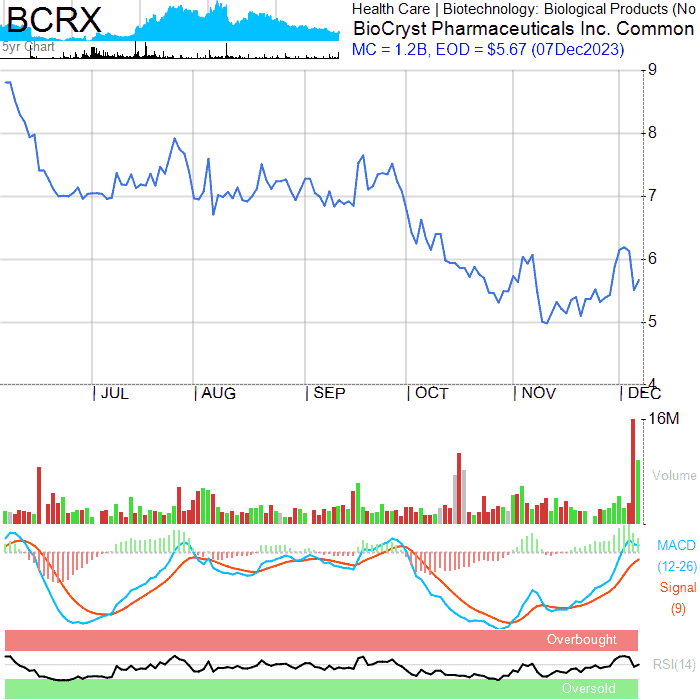 BCRX
5yr Chart
Health Care | Biotechnology: Biological Products (No
BioCryst Pharmaceuticals Inc. Common
MC = 1.2B, EOD = $5.67 (07Dec2023)
9
8
7
6
5
4
JUL AUG SEP OCT NOV DEC
16M
Volume
MACD
(12-26)
Signal
(9)
Overbought
RSI(14)
Oversold